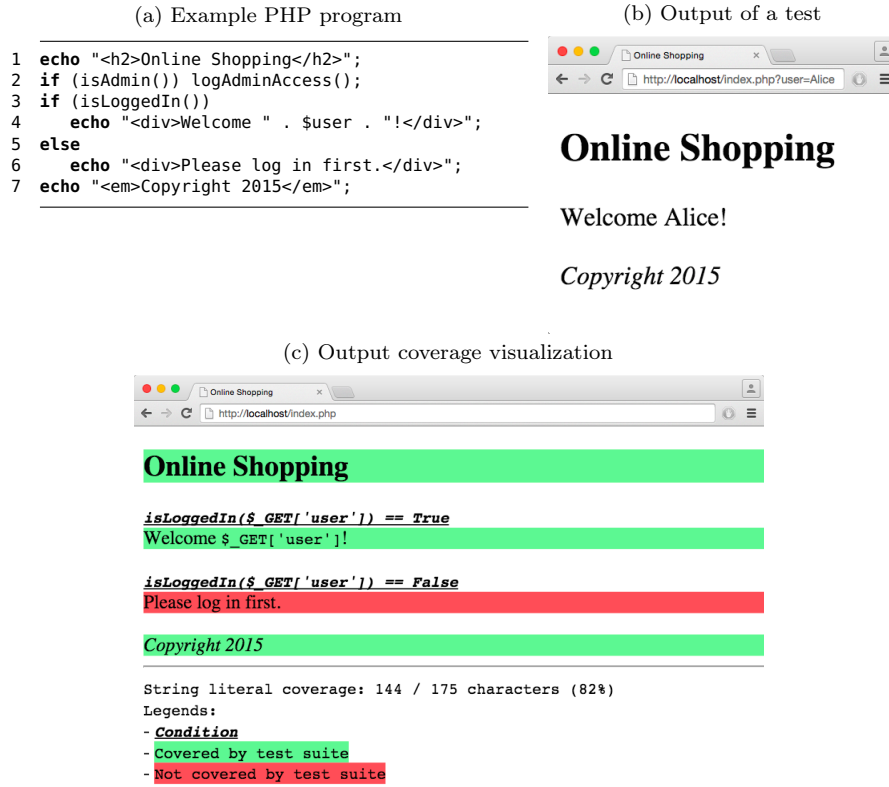 (a) Example PHP program
1 echo "<h2>Online Shopping</h2>";
2 if (isAdmin()) logAdminAccess();
3 if (isLoggedIn())
4 echo "<div>Welcome " . $user . "!</div>";
5 else
6 echo "<div>Please log in first.</div>";
7 echo "<em>Copyright 2015</em>";
(b) Output of a test
Online Shopping
http://localhost/index.php?user=Alice
Online Shopping
Welcome Alice!
Copyright 2015
(c) Output coverage visualization
Online Shopping
http://localhost/index.php
Online Shopping
isLoggedIn($_GET['user']) == True
Welcome $_GET['user']!
isLoggedIn($_GET['user']) == False
Please log in first.
Copyright 2015
String literal coverage: 144 / 175 characters (82%)
Legends:
- Condition
- Covered by test suite
- Not covered by test suite